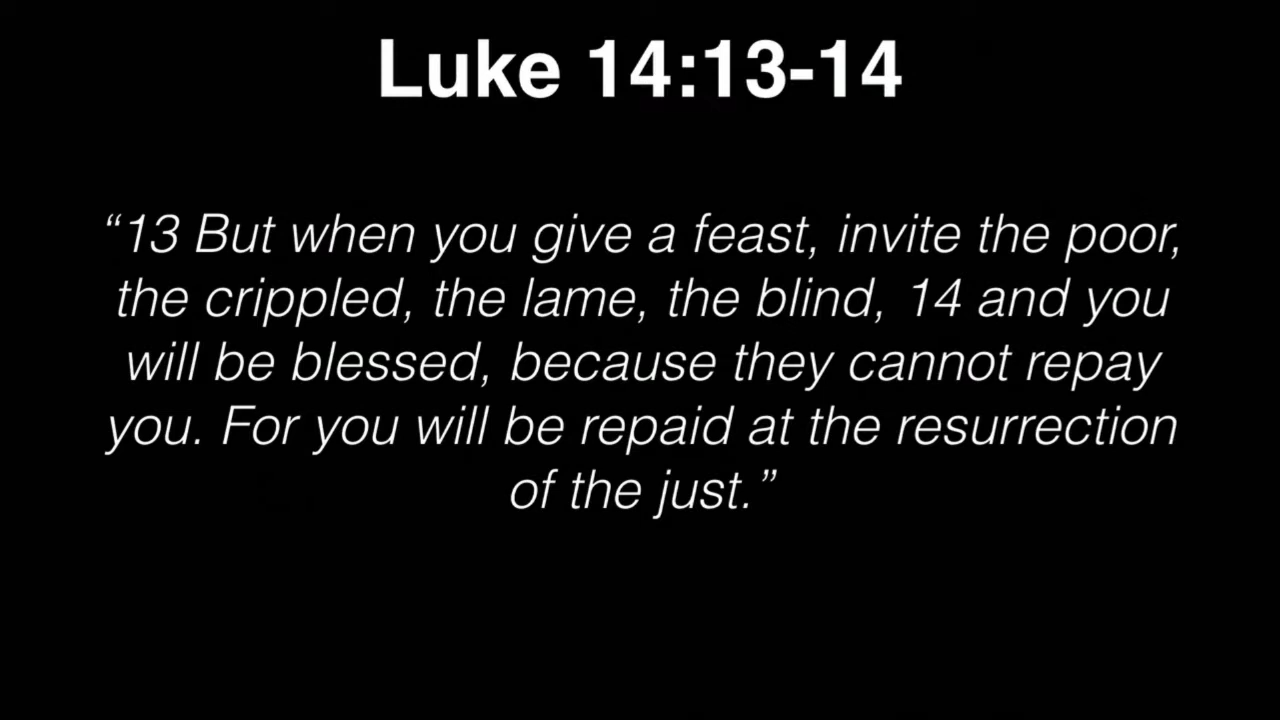 Luke 14:13-14
“13 But when you give a feast, invite the poor,
the crippled, the lame, the blind, 14 and you
will be blessed, because they cannot repay
you. For you will be repaid at the resurrection
of the just.”